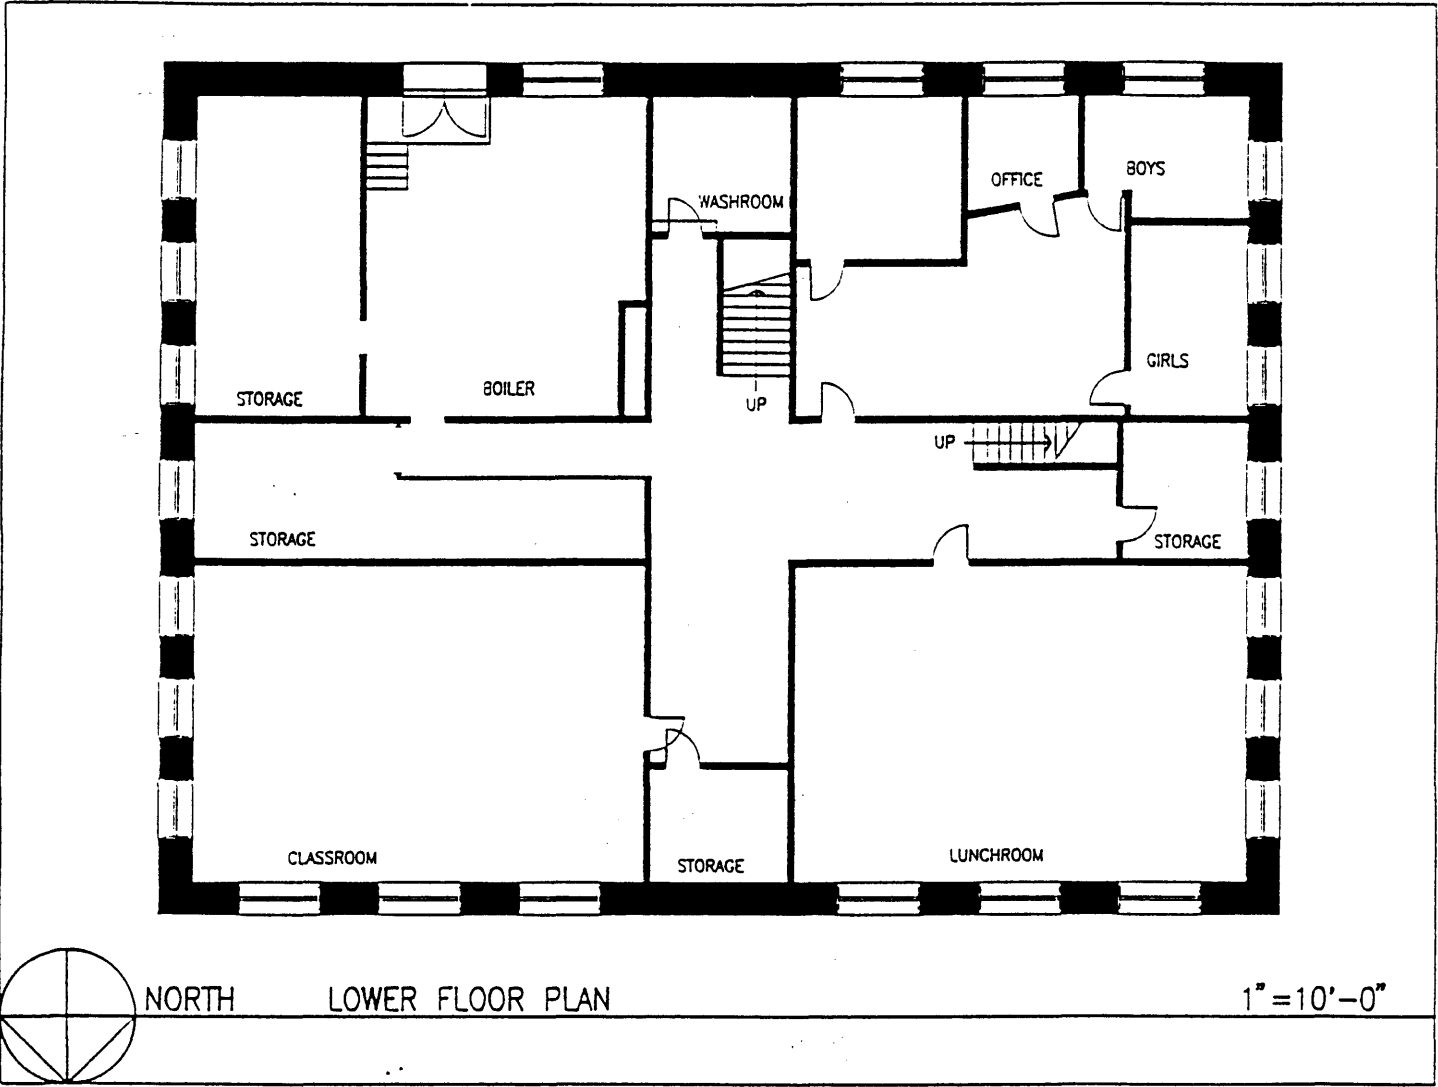 BOYS
OFFICE
WASHROOM
GIRLS
BOILER
STORAGE
UP
UP
STORAGE
STORAGE
LUNCHROOM
CLASSROOM
STORAGE
NORTH LOWER FLOOR PLAN 1"=10'-0"